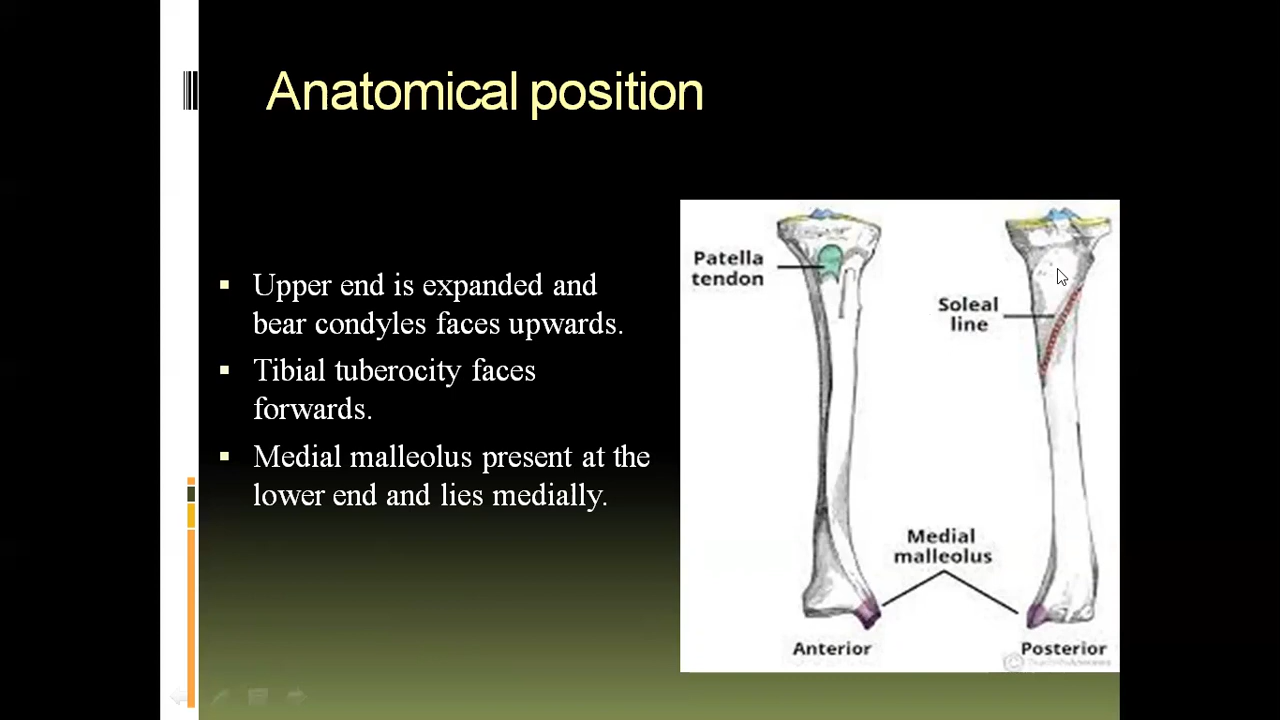 Anatomical position
▪ Upper end is expanded and
bear condyles faces upwards.
▪ Tibial tuberocity faces
forwards.
▪ Medial malleolus present at the
lower end and lies medially.
Patella
tendon
Soleal
line
Medial
malleolus
Anterior
Posterior